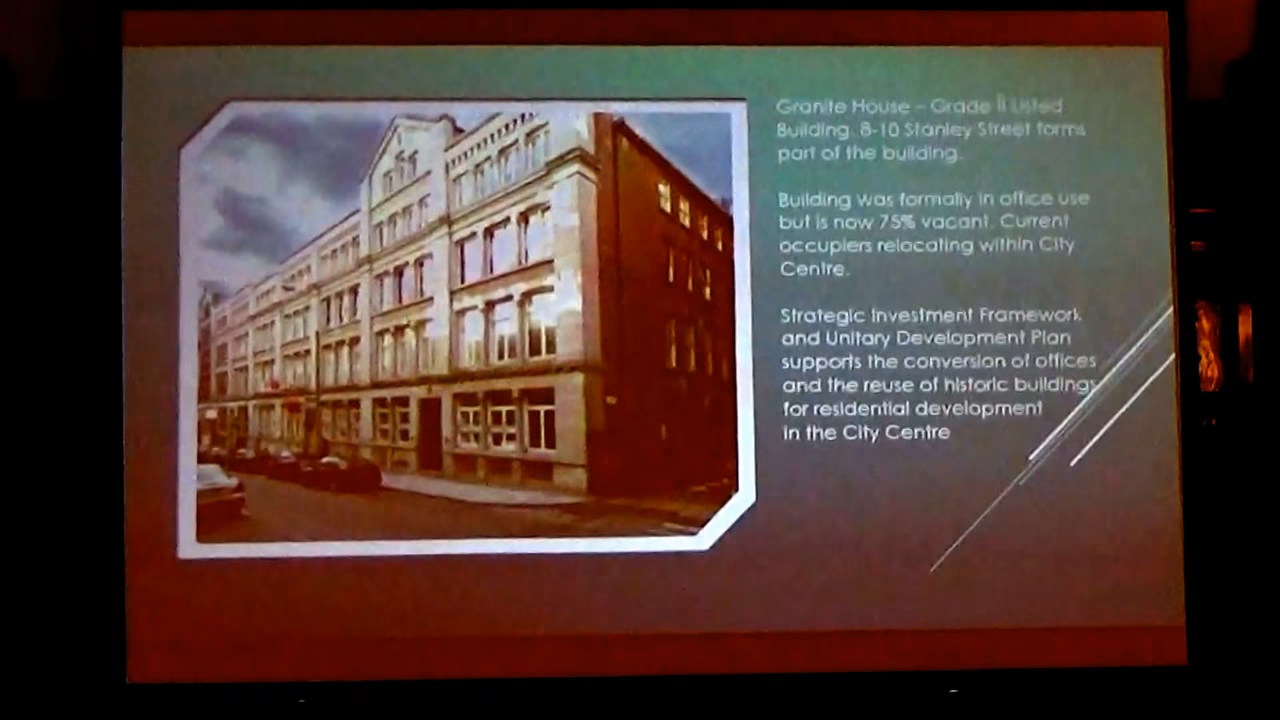 Granite House – Grade II Listed
Building. 8-10 Stanley Street forms
part of the building.
Building was formally in office use
but is now 75% vacant. Current
occupiers relocating within City
Centre.
Strategic Investment Framework
and Unitary Development Plan
supports the conversion of offices
and the reuse of historic buildings
for residential development
in the City Centre